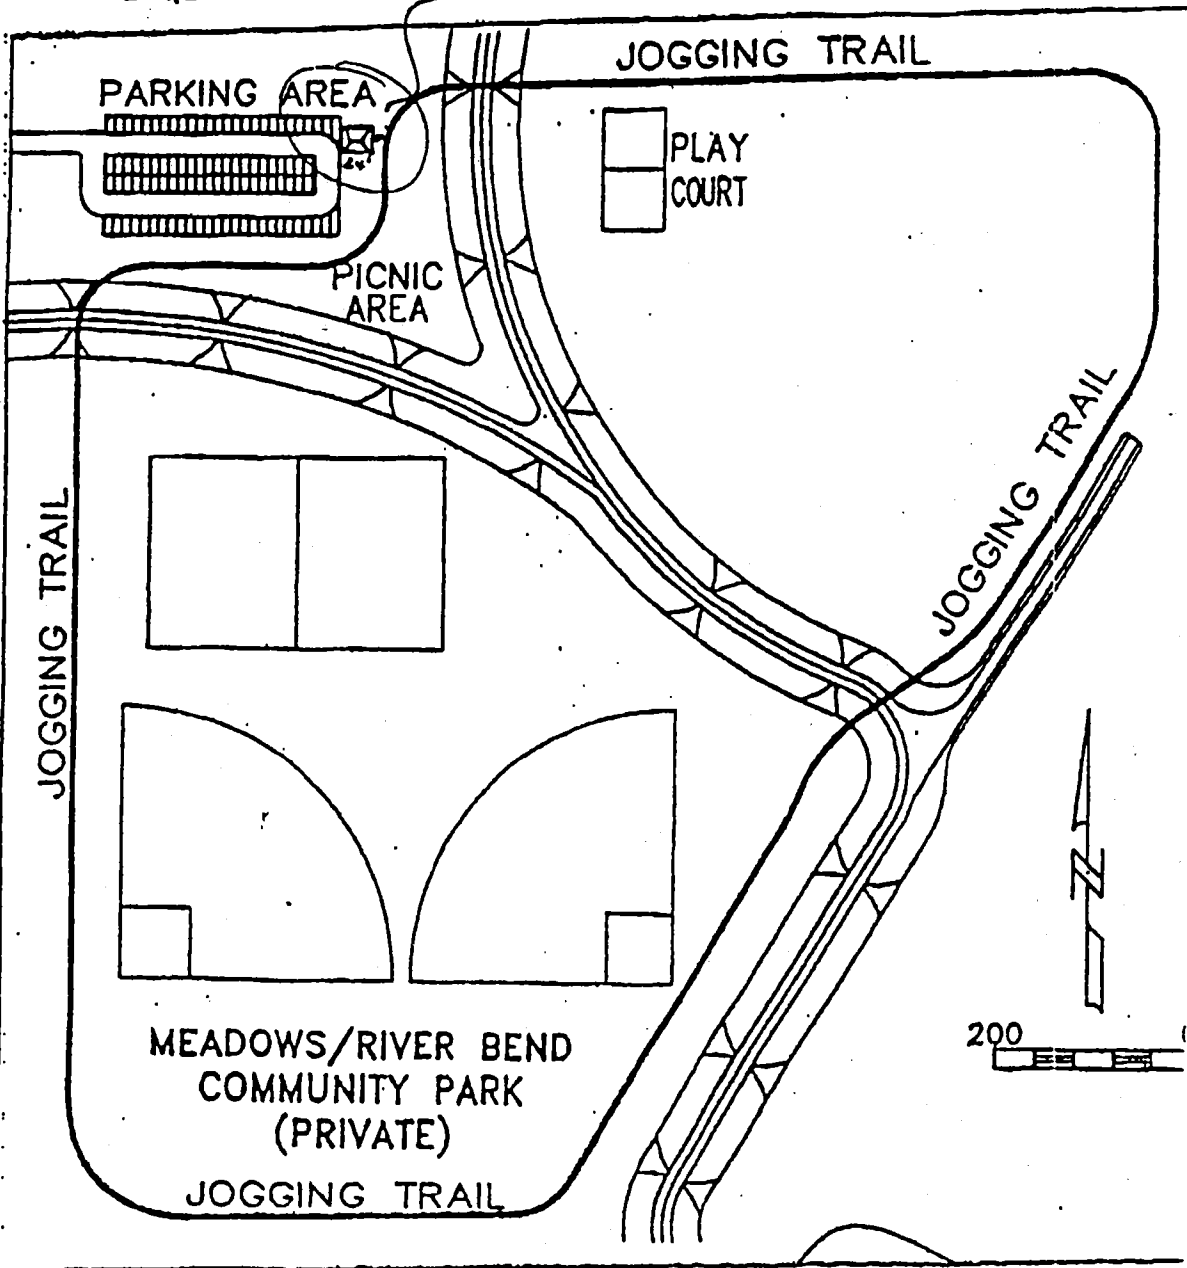 JOGGING TRAIL
PARKING AREA
PLAY
COURT
PICNIC
AREA
JOGGING TRAIL
JOGGING TRAIL
N
200
MEADOWS/RIVER BEND
COMMUNITY PARK
(PRIVATE)
JOGGING TRAIL